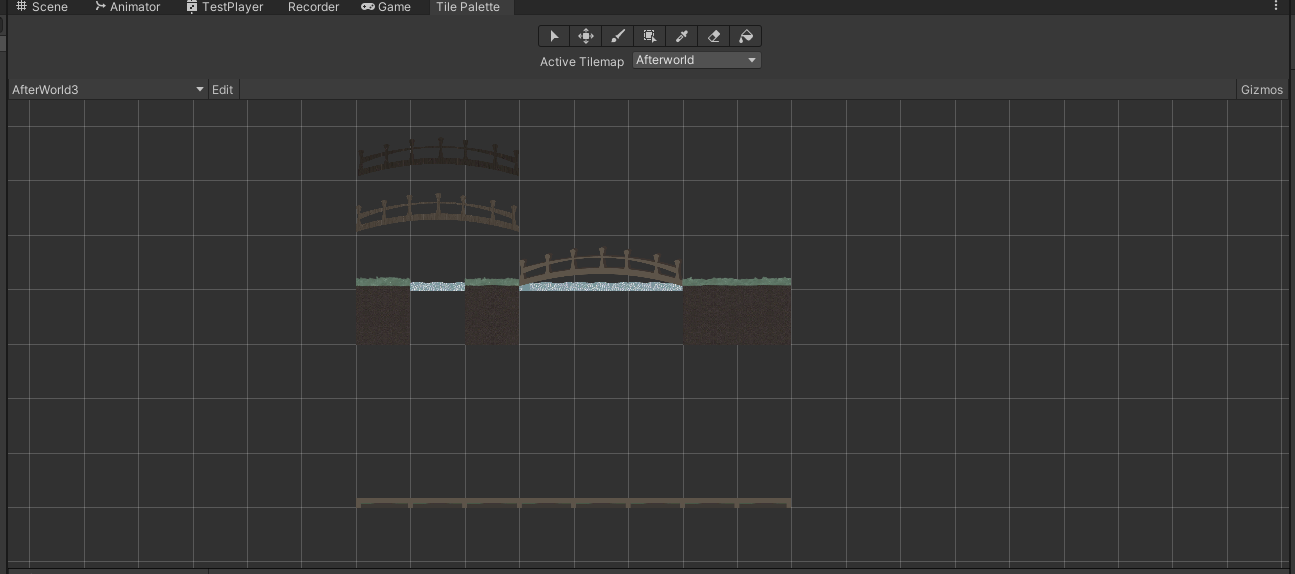 Scene Animator TestPlayer Recorder Game Tile Palette
Active Tilemap Afterworld
AfterWorld3 Edit Gizmos